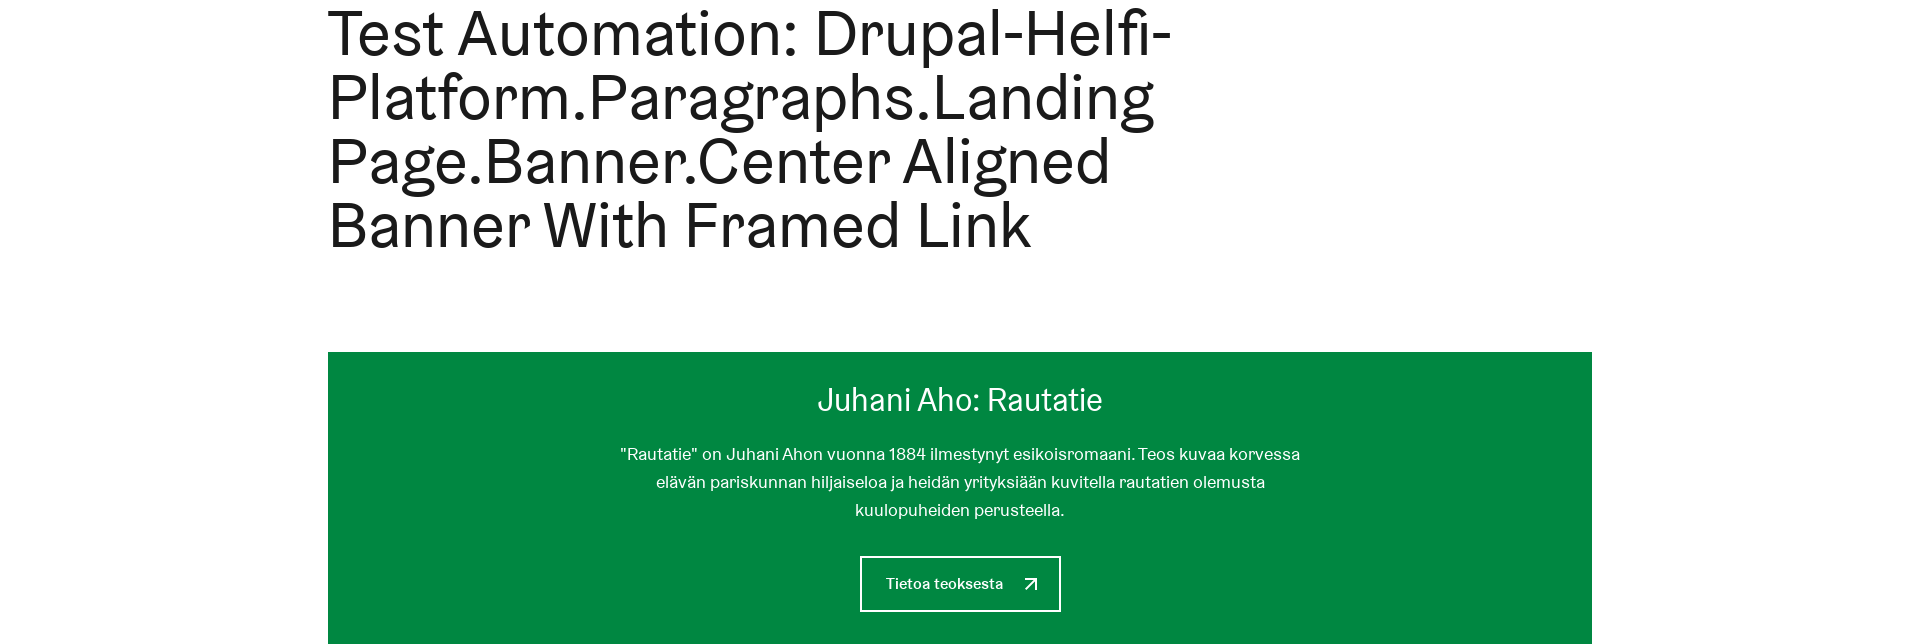 Test Automation: Drupal-Helfi-
Platform.Paragraphs.Landing
Page.Banner.Center Aligned
Banner With Framed Link
Juhani Aho: Rautatie
"Rautatie" on Juhani Ahon vuonna 1884 ilmestynyt esikoisromaani. Teos kuvaa korvessa
elävän pariskunnan hiljaiseloa ja heidän yrityksiään kuvitella rautatien olemusta
kuulopuheiden perusteella.
Tietoa teoksesta